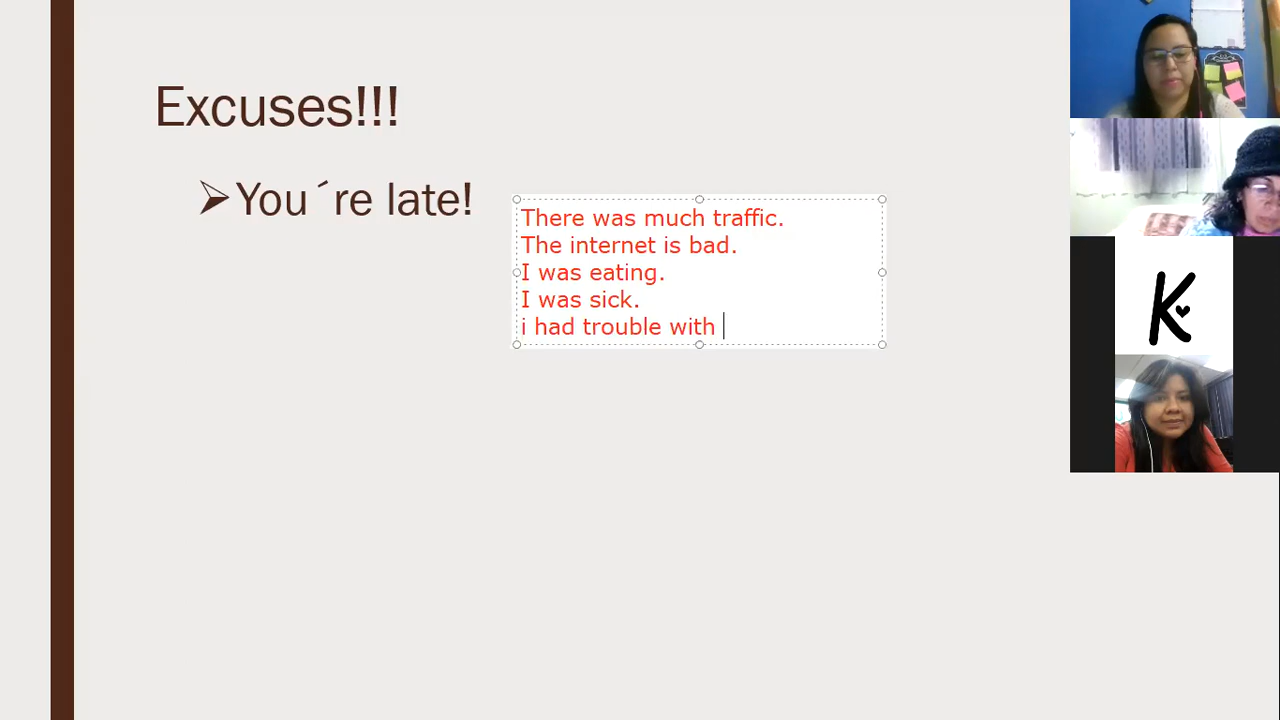 Excuses!!!
You´re late!
There was much traffic.
The internet is bad.
I was eating.
I was sick.
i had trouble with
K